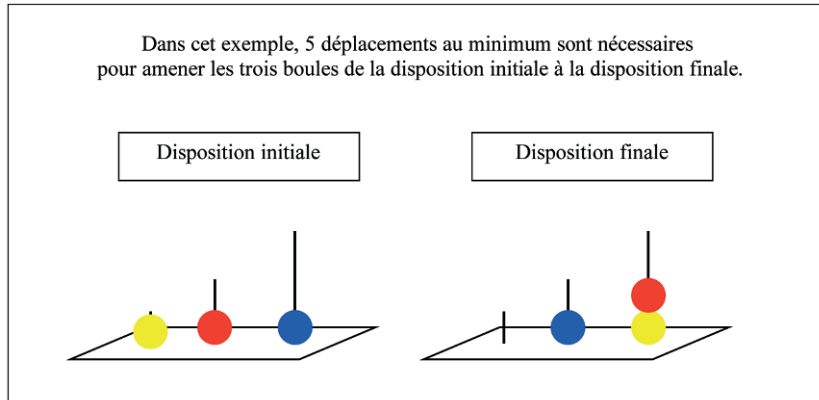 Dans cet exemple, 5 déplacements au minimum sont nécessaires
pour amener les trois boules de la disposition initiale à la disposition finale.
Disposition initiale
Disposition finale